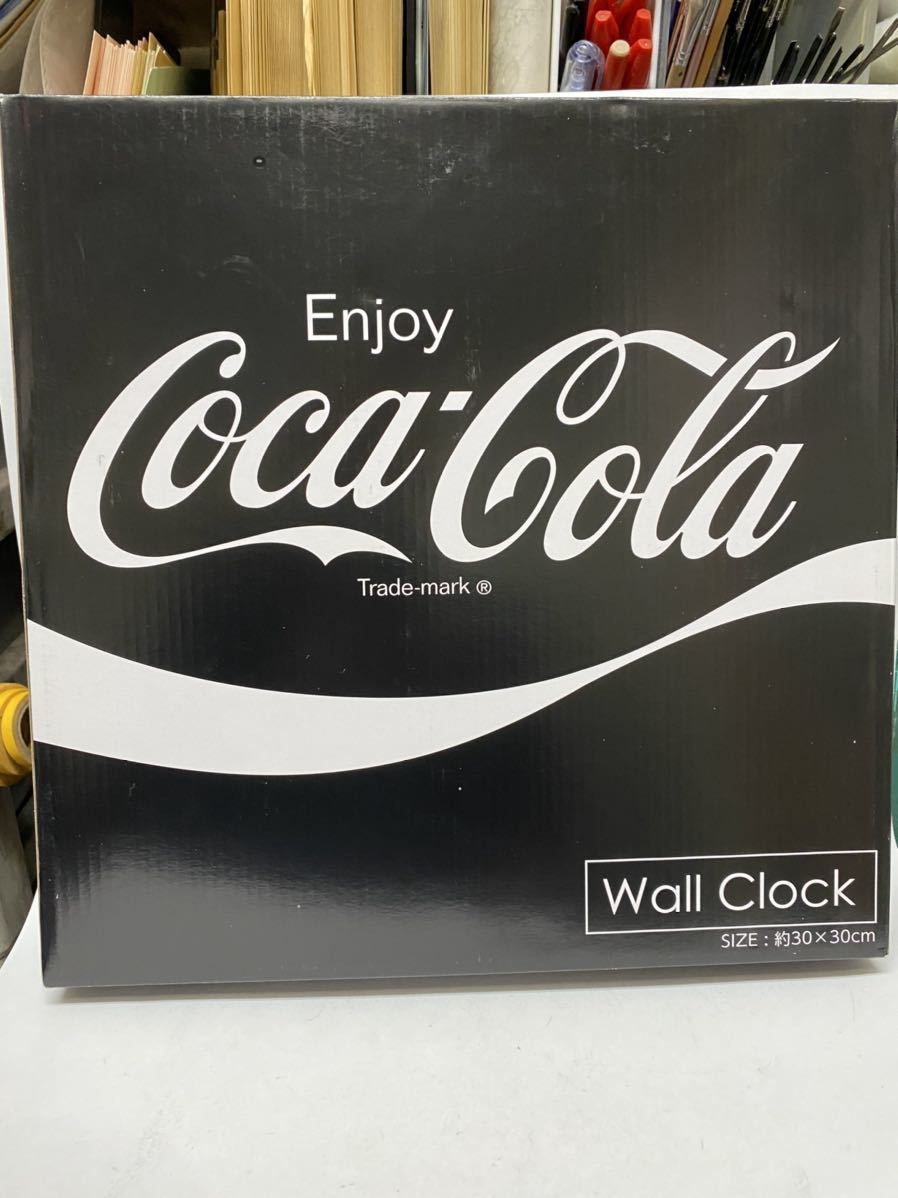 Enjoy
Coca-Cola
Trade-mark ®
Wall Clock
SIZE：約30×30cm